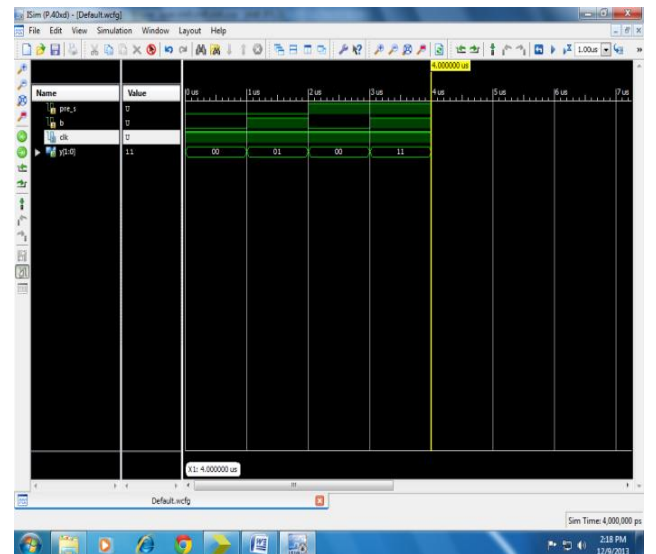 ISim (P.40xd) - [Default.wcfg]
File Edit View Simulation Window Layout Help
1.00us
4.000000 us
Name Value
0 us 1 us 2 us 3 us 4 us 5 us 6 us 7 us
pre_s U
b U
clk U
y[1:0] 11 00 01 00 11
X1: 4.000000 us
Default.wcfg
Sim Time: 4,000,000 ps
2:18 PM
12/9/2013